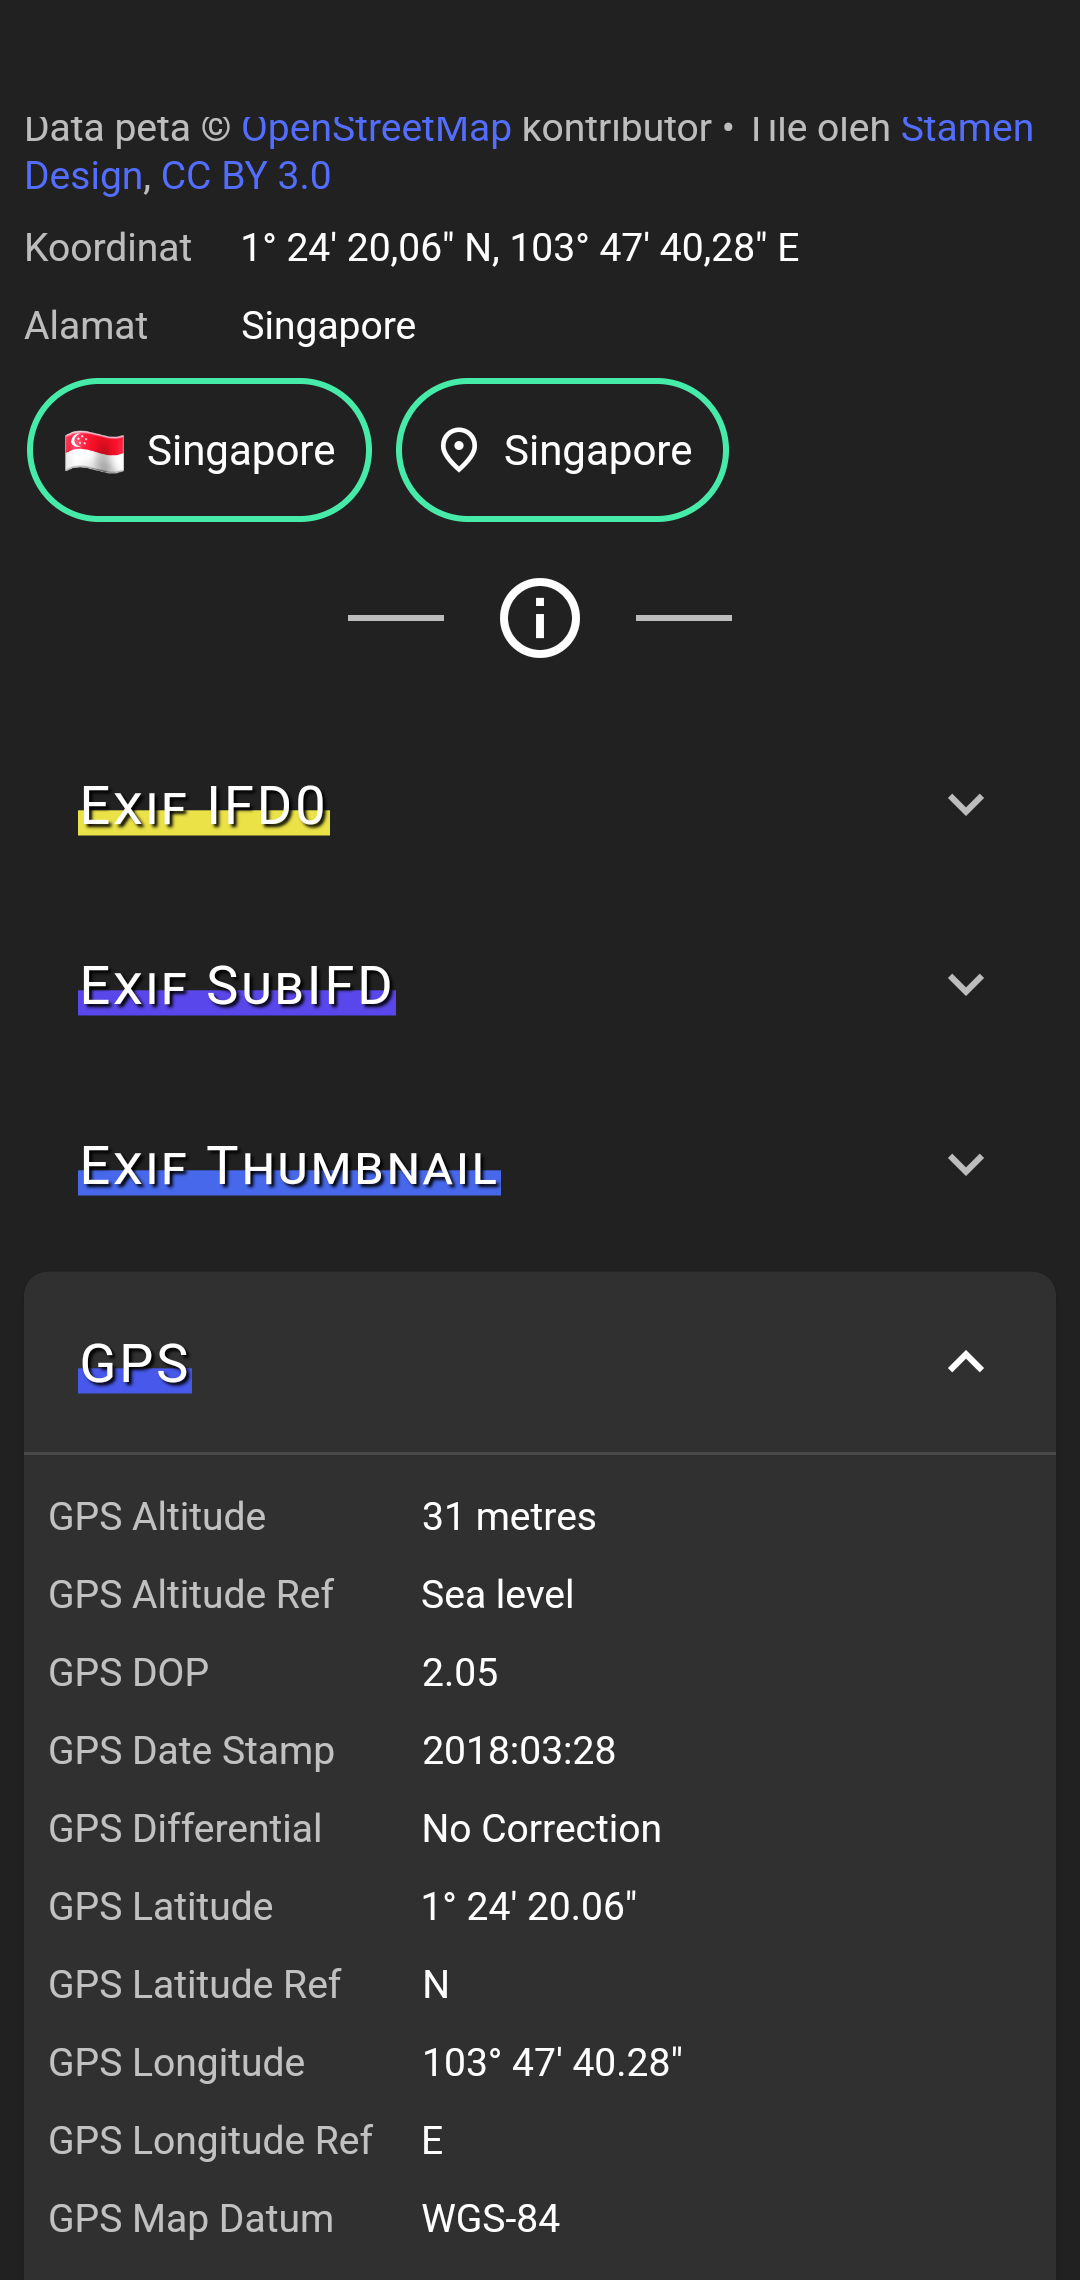 Data peta © OpenStreetMap kontributor • Tile oleh Stamen
Design, CC BY 3.0
Koordinat 1° 24' 20,06" N, 103° 47' 40,28" E
Alamat Singapore
Singapore Singapore
Exif IFD0
Exif SubIFD
Exif Thumbnail
GPS
GPS Altitude 31 metres
GPS Altitude Ref Sea level
GPS DOP 2.05
GPS Date Stamp 2018:03:28
GPS Differential No Correction
GPS Latitude 1° 24' 20.06"
GPS Latitude Ref N
GPS Longitude 103° 47' 40.28"
GPS Longitude Ref E
GPS Map Datum WGS-84